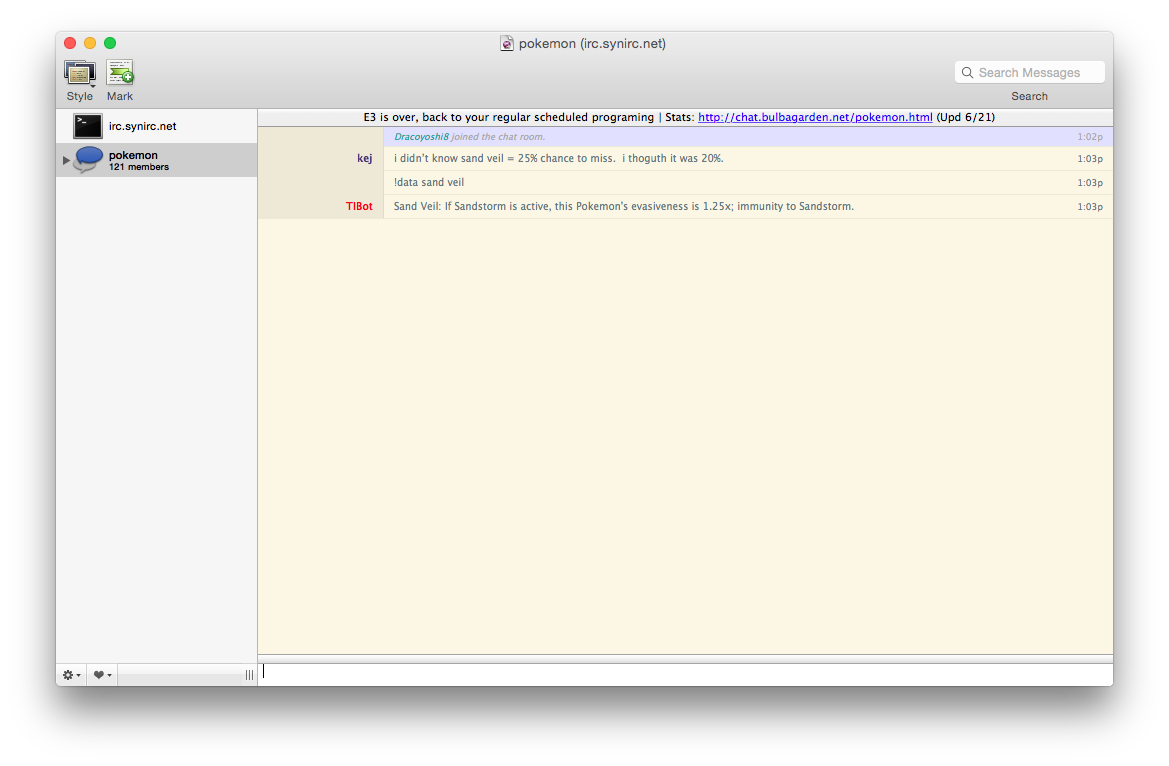 pokemon (irc.synirc.net)
Style
Mark
Search Messages
Search
irc.synirc.net
pokemon
121 members
E3 is over, back to your regular scheduled programing | Stats: http://chat.bulbagarden.net/pokemon.html (Upd 6/21)
Dracoyoshi8 joined the chat room. 1:02p
kej i didn't know sand veil = 25% chance to miss.  i thoguth it was 20%. 1:03p
!data sand veil 1:03p
TIBot Sand Veil: If Sandstorm is active, this Pokemon's evasiveness is 1.25x; immunity to Sandstorm. 1:03p